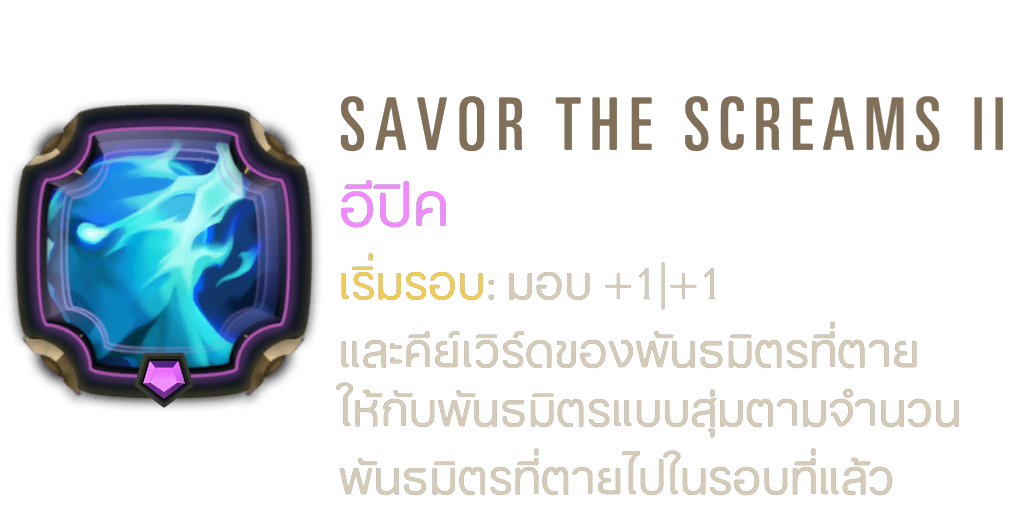 SAVOR THE SCREAMS II
อีปิค
เริ่มรอบ: มอบ +1|+1
และคีย์เวิร์ดของพันธมิตรที่ตาย
ให้กับพันธมิตรแบบสุ่มตามจำนวน
พันธมิตรที่ตายไปในรอบที่แล้ว